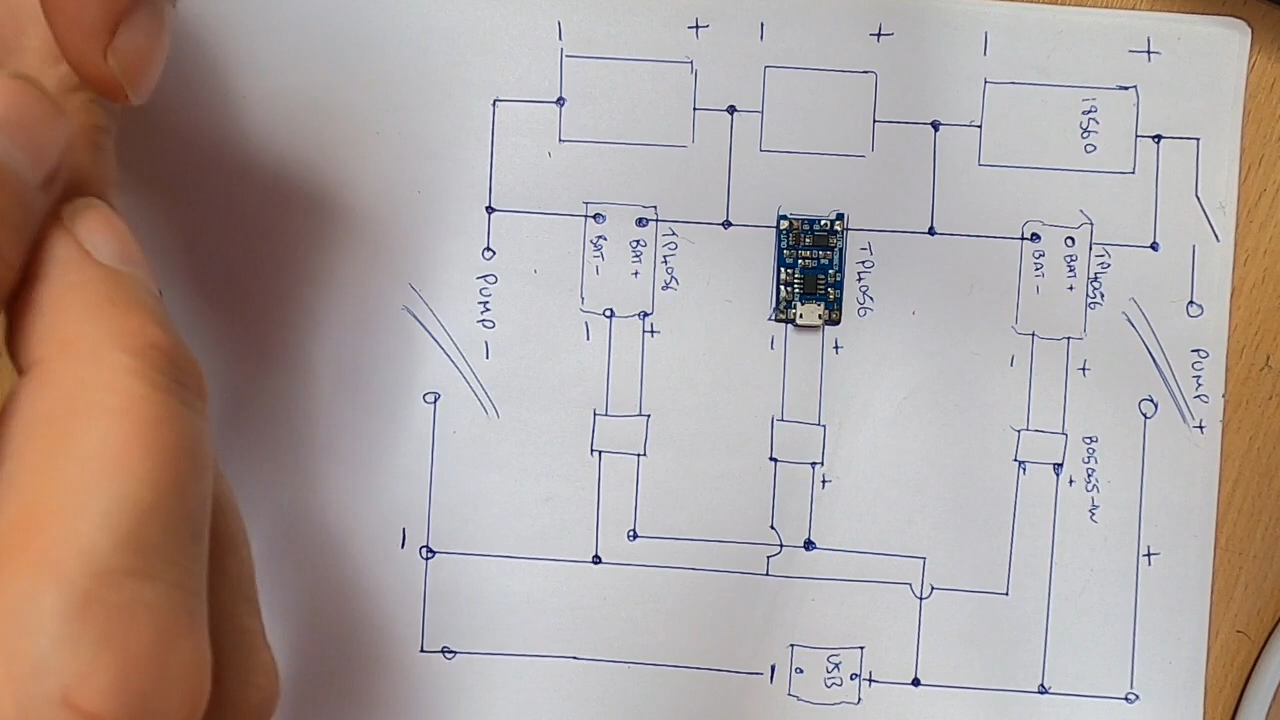 - + - + - +
18560
TP4056
BAT +
BAT -
TP4056
TP4056
BAT +
BAT -
PUMP -
PUMP +
- +
- +
- +
B0505S-1W
+
+
+
-
- USB +